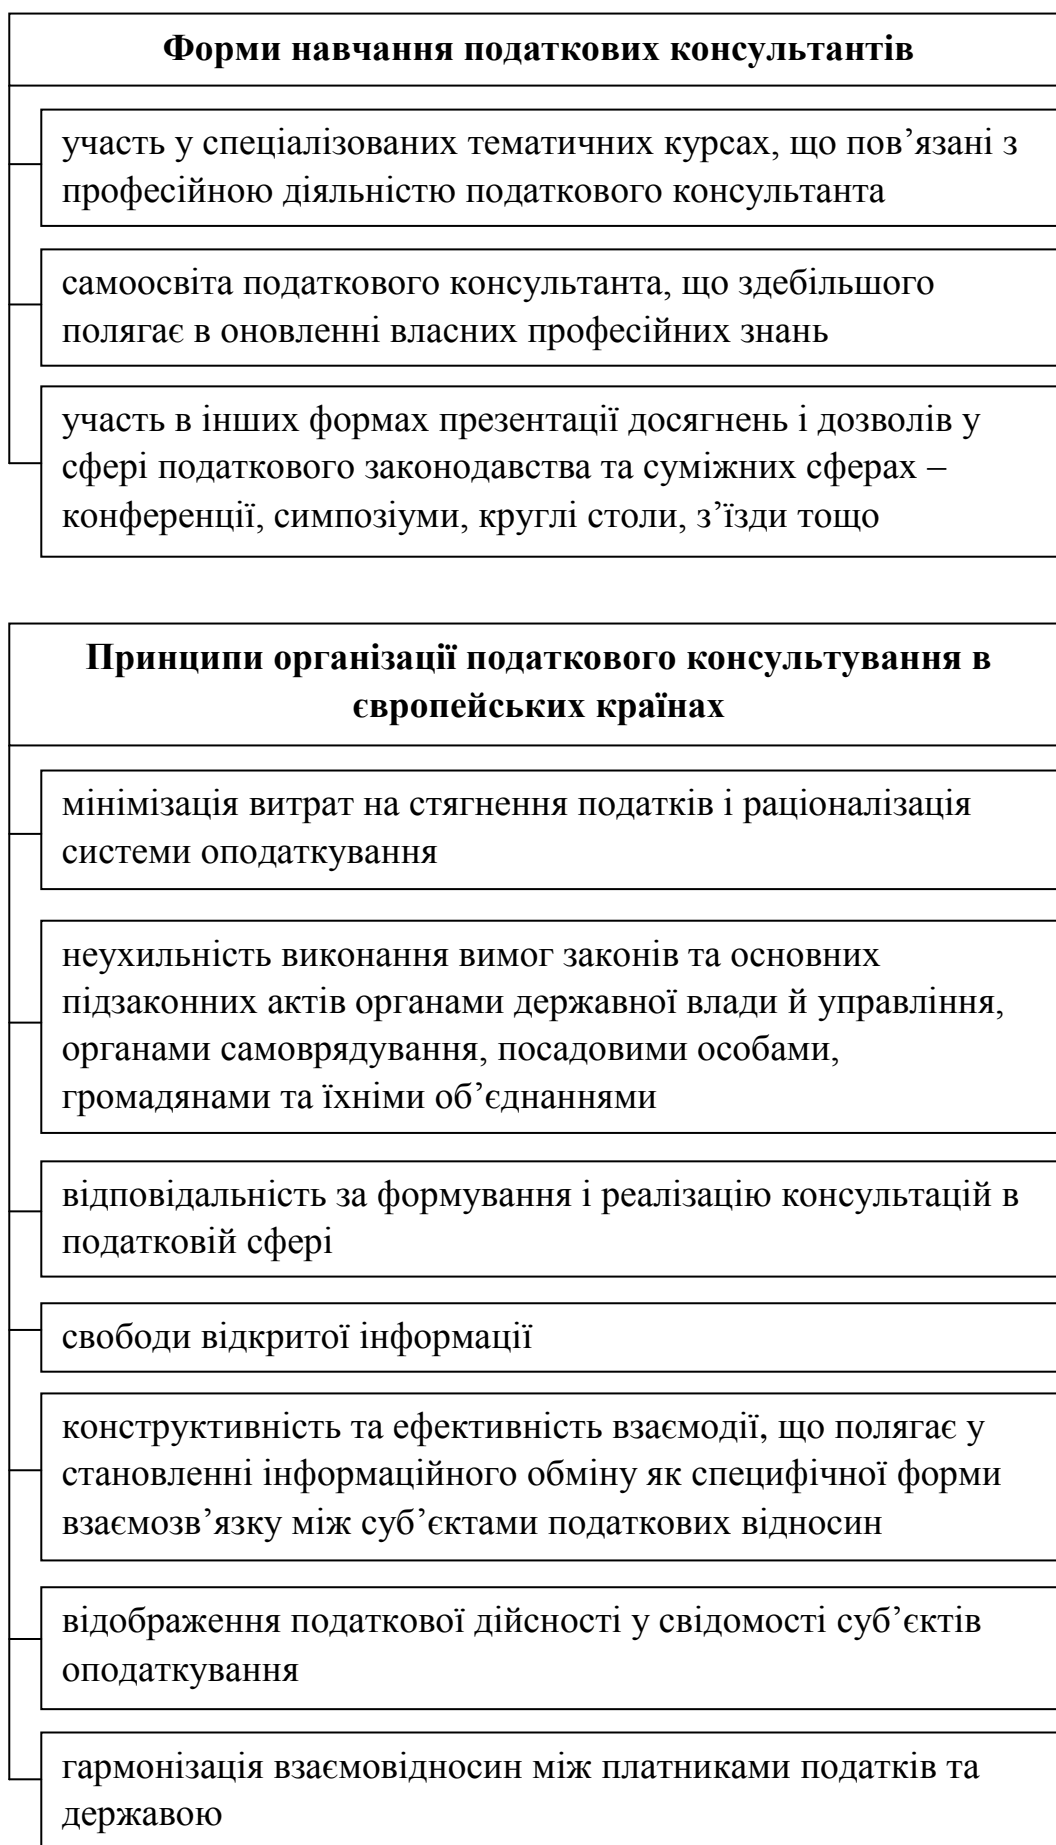 Форми навчання податкових консультантів
участь у спеціалізованих тематичних курсах, що пов’язані з
професійною діяльністю податкового консультанта
самоосвіта податкового консультанта, що здебільшого
полягає в оновленні власних професійних знань
участь в інших формах презентації досягнень і дозволів у
сфері податкового законодавства та суміжних сферах –
конференції, симпозіуми, круглі столи, з’їзди тощо
Принципи організації податкового консультування в
європейських країнах
мінімізація витрат на стягнення податків і раціоналізація
системи оподаткування
неухильність виконання вимог законів та основних
підзаконних актів органами державної влади й управління,
органами самоврядування, посадовими особами,
громадянами та їхніми об’єднаннями
відповідальність за формування і реалізацію консультацій в
податковій сфері
свободи відкритої інформації
конструктивність та ефективність взаємодії, що полягає у
становленні інформаційного обміну як специфічної форми
взаємозв’язку між суб’єктами податкових відносин
відображення податкової дійсності у свідомості суб’єктів
оподаткування
гармонізація взаємовідносин між платниками податків та
державою